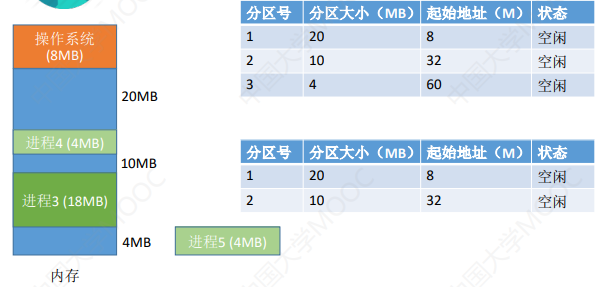 分区号 分区大小（MB） 起始地址（M） 状态
1 20 8 空闲
2 10 32 空闲
3 4 60 空闲
操作系统
(8MB)
20MB
进程4 (4MB)
10MB
进程3 (18MB)
4MB
内存
进程5 (4MB)
分区号 分区大小（MB） 起始地址（M） 状态
1 20 8 空闲
2 10 32 空闲
中国大学MOOC